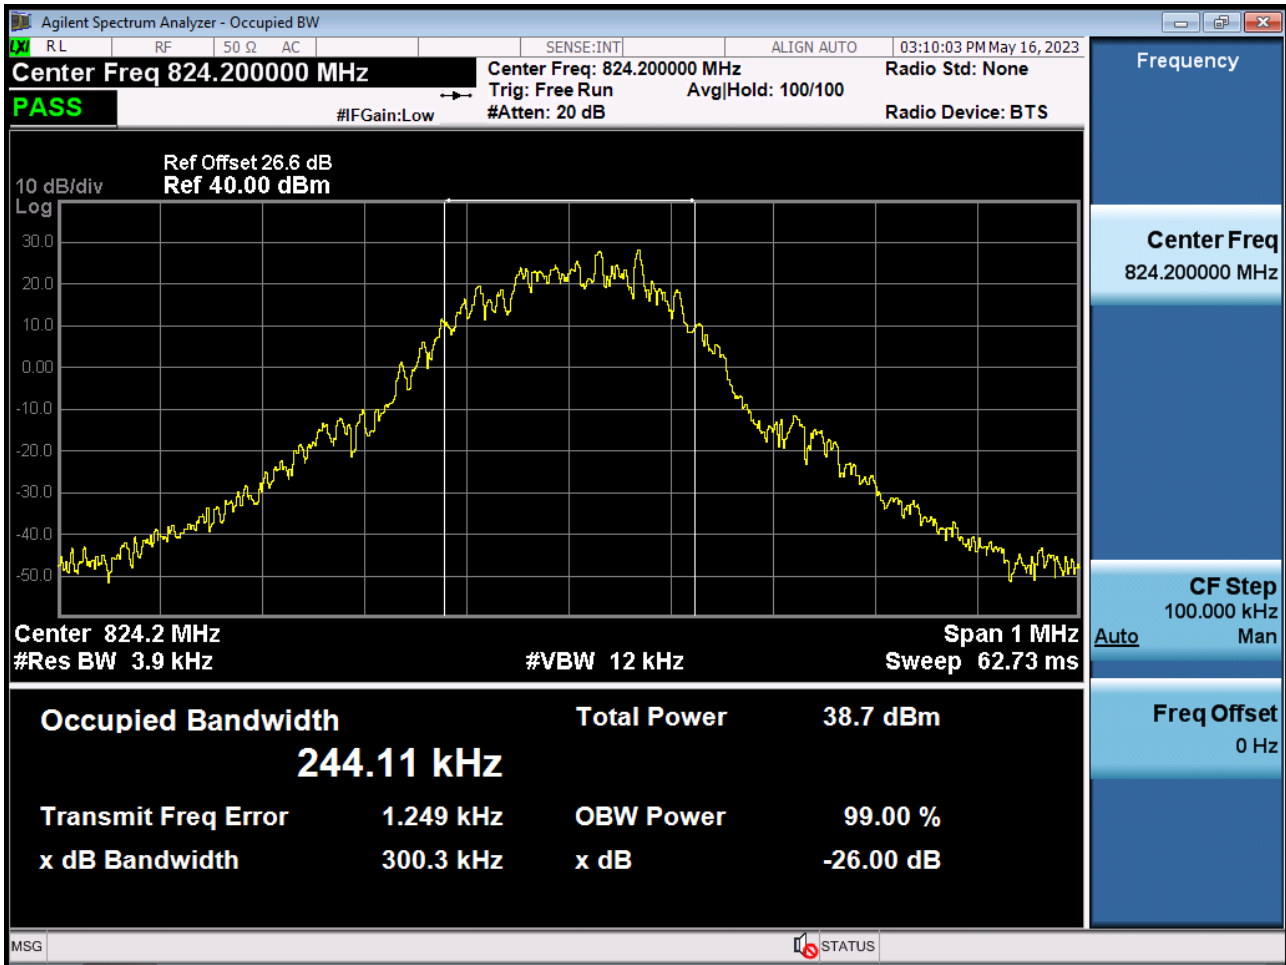 Agilent Spectrum Analyzer - Occupied BW
LXI RL RF 50 Ω AC SENSE:INT ALIGN AUTO 03:10:03 PM May 16, 2023
Center Freq 824.200000 MHz
PASS
#IFGain:Low
Center Freq: 824.200000 MHz
Trig: Free Run Avg|Hold: 100/100
#Atten: 20 dB
Radio Std: None
Radio Device: BTS
Ref Offset 26.6 dB
10 dB/div Ref 40.00 dBm
Log
30.0
20.0
10.0
0.00
-10.0
-20.0
-30.0
-40.0
-50.0
Center 824.2 MHz Span 1 MHz
#Res BW 3.9 kHz #VBW 12 kHz Sweep 62.73 ms
Occupied Bandwidth Total Power 38.7 dBm
244.11 kHz
Transmit Freq Error 1.249 kHz OBW Power 99.00 %
x dB Bandwidth 300.3 kHz x dB -26.00 dB
MSG STATUS
Frequency
Center Freq
824.200000 MHz
CF Step
100.000 kHz
Auto Man
Freq Offset
0 Hz